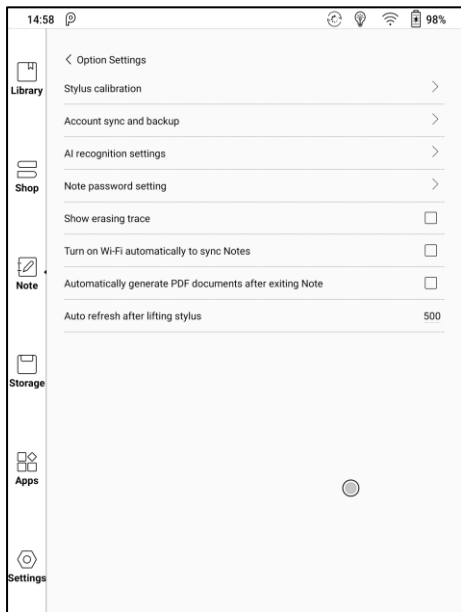 14:58 98%
Option Settings
Library
Stylus calibration
Account sync and backup
AI recognition settings
Shop
Note password setting
Show erasing trace
Turn on Wi-Fi automatically to sync Notes
Note
Automatically generate PDF documents after exiting Note
Auto refresh after lifting stylus 500
Storage
Apps
Settings